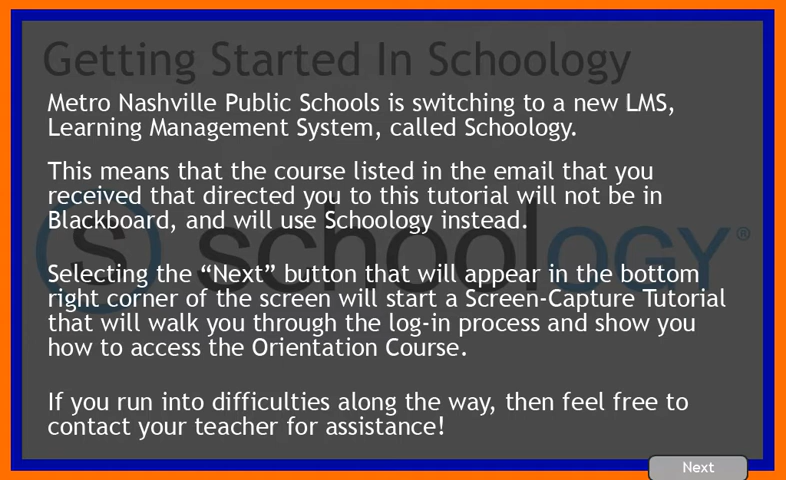 Getting Started In Schoology
Metro Nashville Public Schools is switching to a new LMS,
Learning Management System, called Schoology.
This means that the course listed in the email that you
received that directed you to this tutorial will not be in
Blackboard, and will use Schoology instead.
S schoology®
Selecting the “Next” button that will appear in the bottom
right corner of the screen will start a Screen-Capture Tutorial
that will walk you through the log-in process and show you
how to access the Orientation Course.
If you run into difficulties along the way, then feel free to
contact your teacher for assistance!
Next